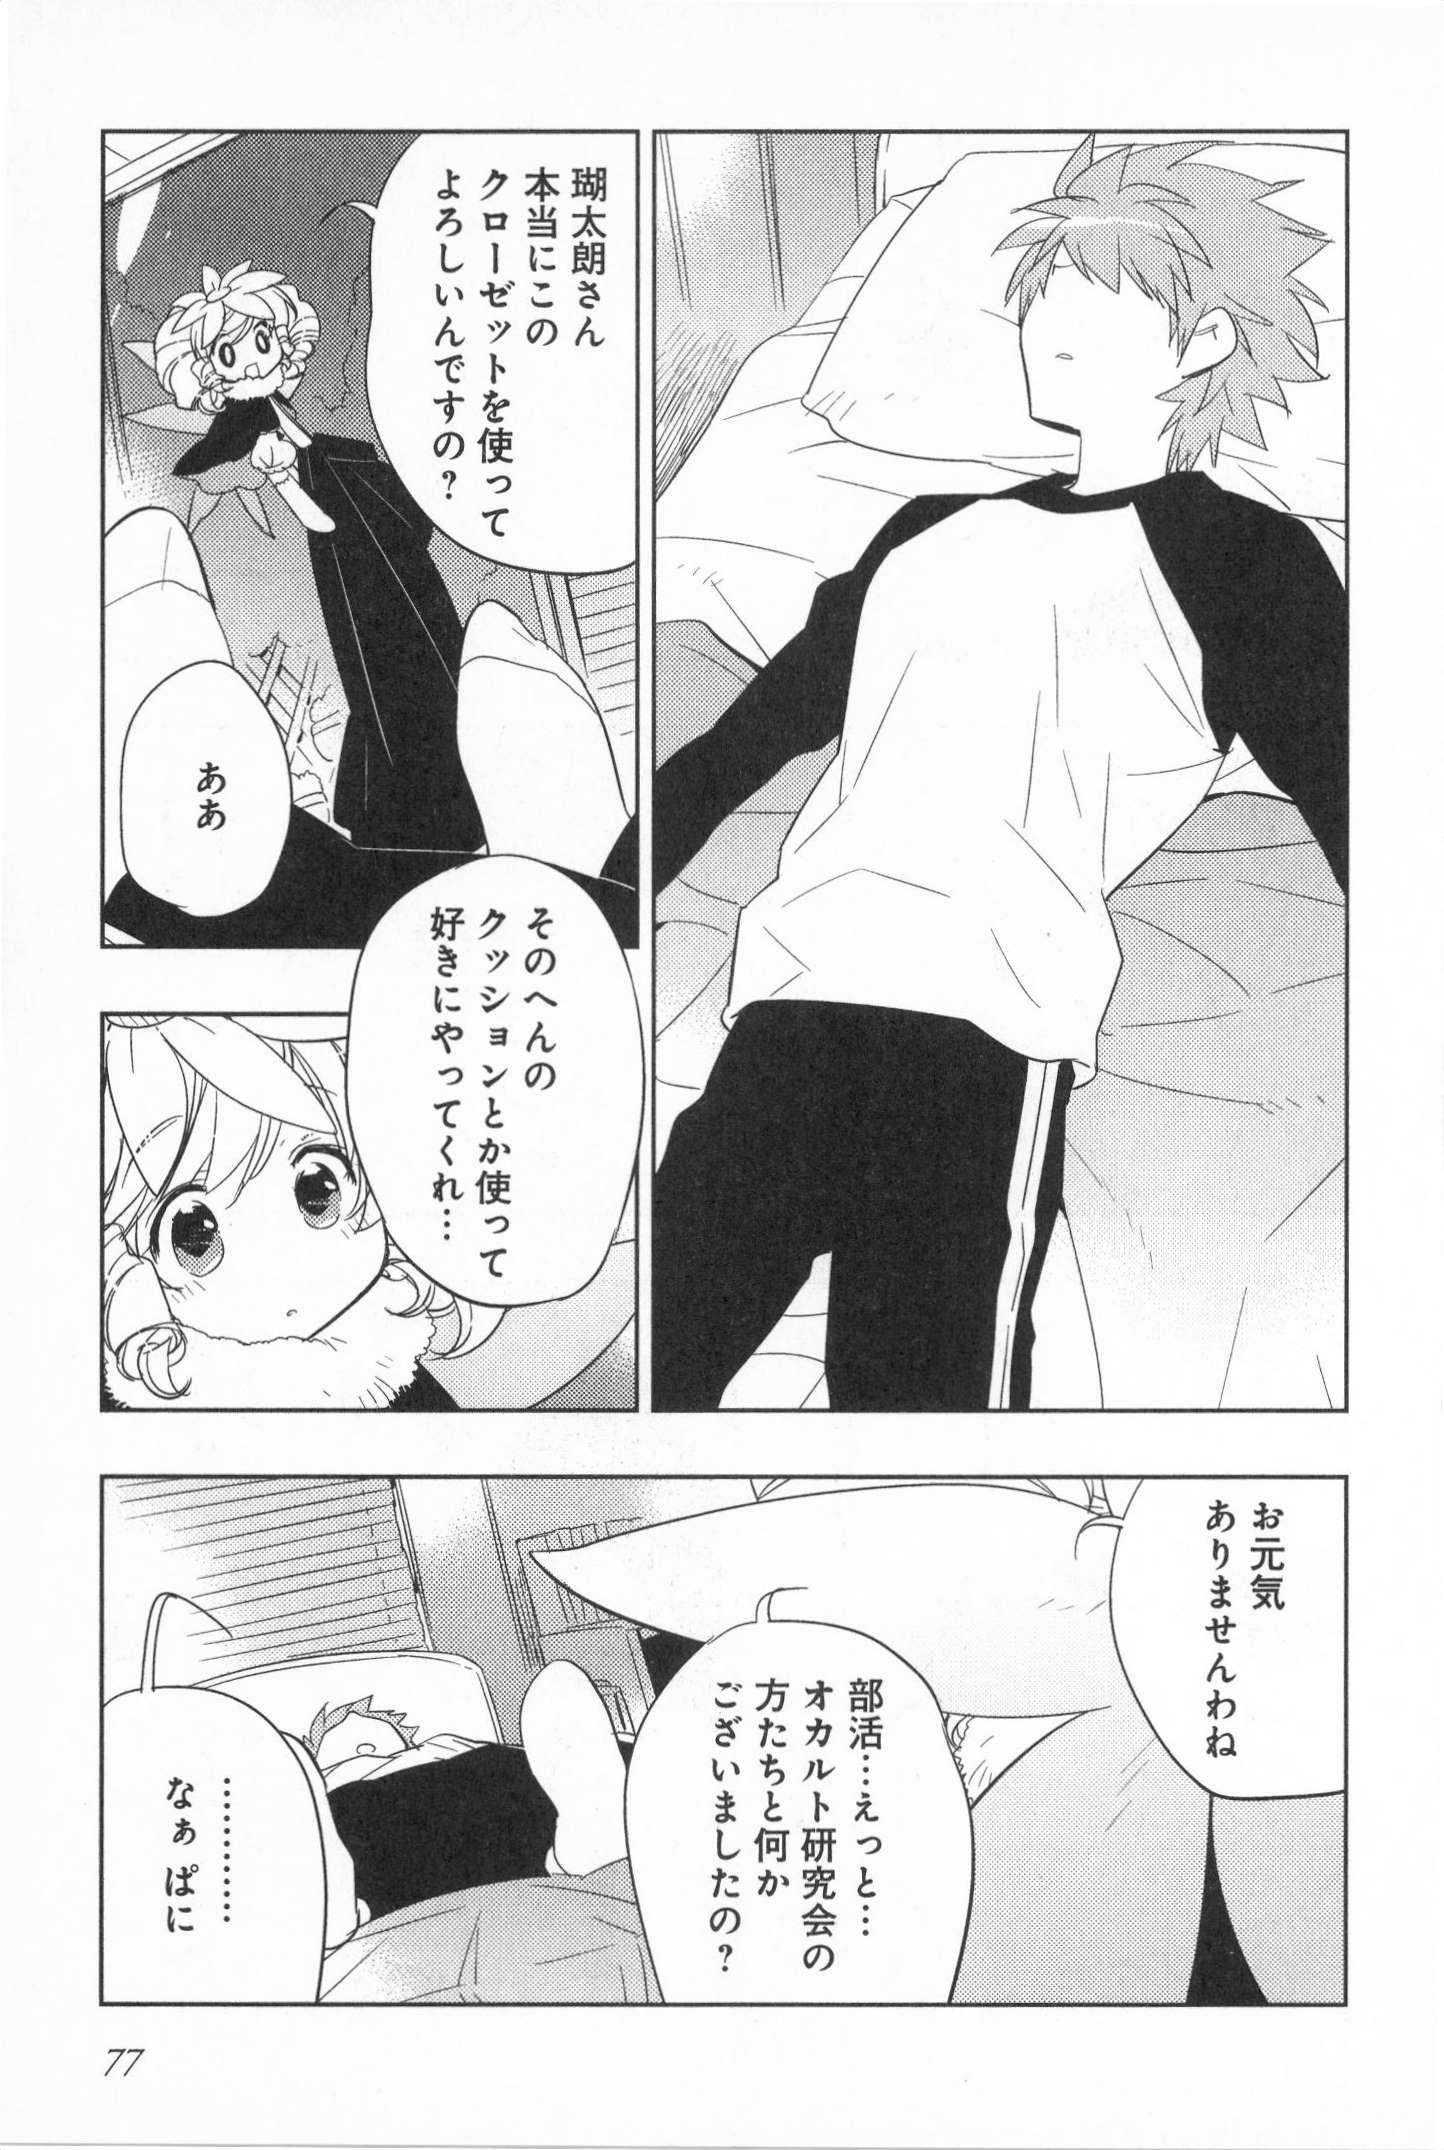 瑚太朗さん
本当にこの
クローゼットを使って
よろしいんですの?
ああ
そのへんの
クッションとか使って
好きにやってくれ…
お元気
ありませんわね
部活…えっと…
オカルト研究会の
方たちと何か
ございましたの?
…………
なぁ ぱに
77